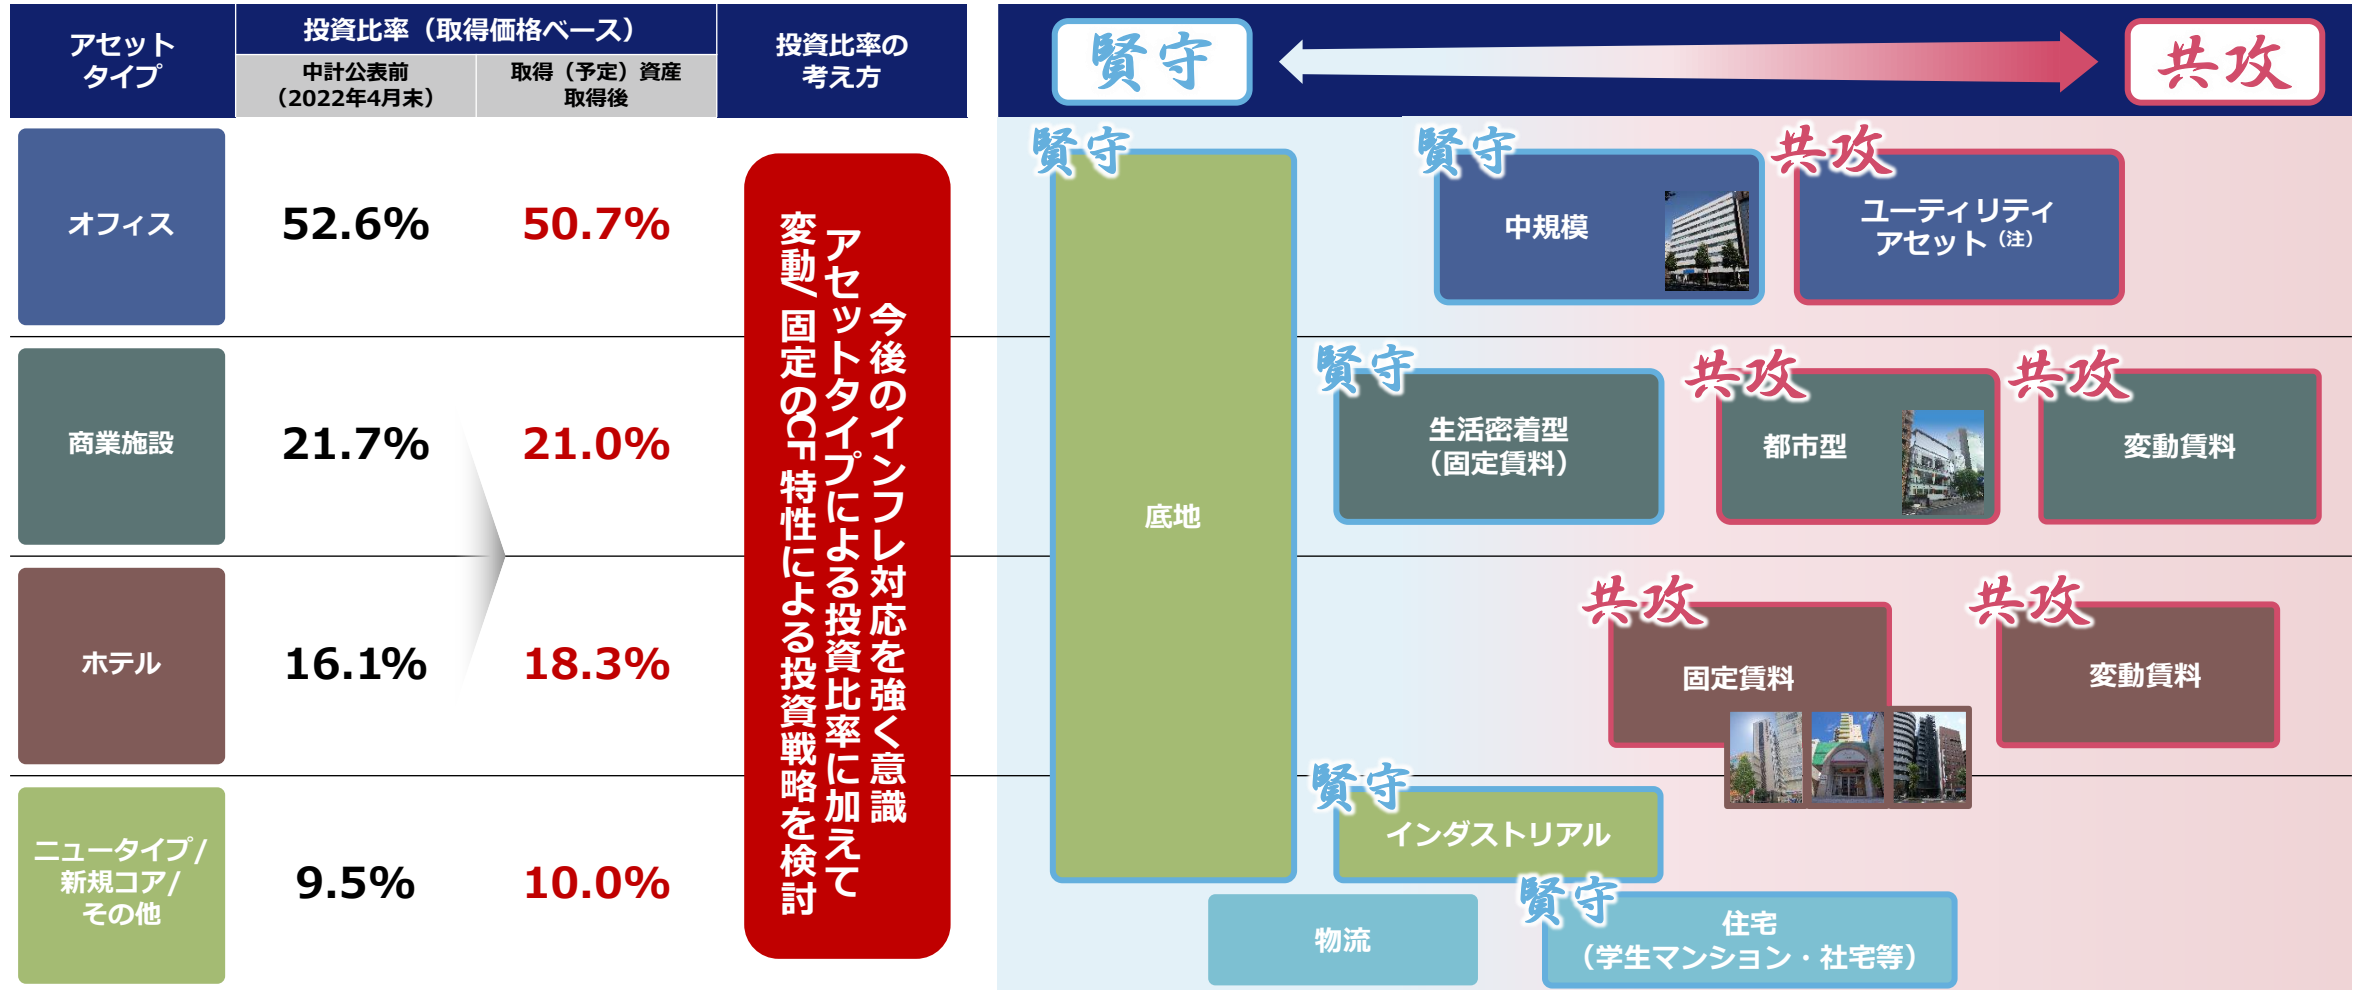 アセット
タイプ
投資比率（取得価格ベース）
中計公表前
（2022年4月末）
取得（予定）資産
取得後
投資比率の
考え方
賢守
共攻
オフィス
52.6%
50.7%
商業施設
21.7%
21.0%
ホテル
16.1%
18.3%
ニュータイプ/
新規コア/
その他
9.5%
10.0%
今後のインフレ対応を強く意識
アセットタイプによる投資比率に加えて
変動/固定のCF特性による投資戦略を検討
賢守
底地
賢守
中規模
共攻
ユーティリティ
アセット（注）
賢守
生活密着型
（固定賃料）
共攻
都市型
共攻
変動賃料
共攻
固定賃料
共攻
変動賃料
賢守
インダストリアル
物流
賢守
住宅
（学生マンション・社宅等）